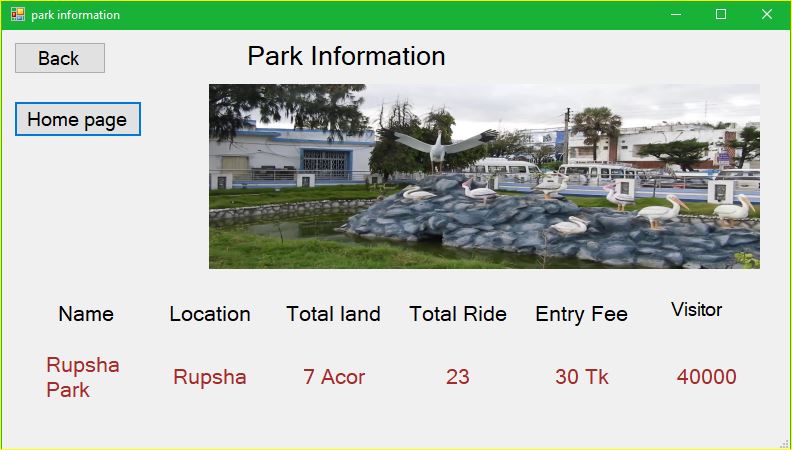 park information
Back
Park Information
Home page
Name Location Total land Total Ride Entry Fee Visitor
Rupsha
Park
Rupsha 7 Acor 23 30 Tk 40000